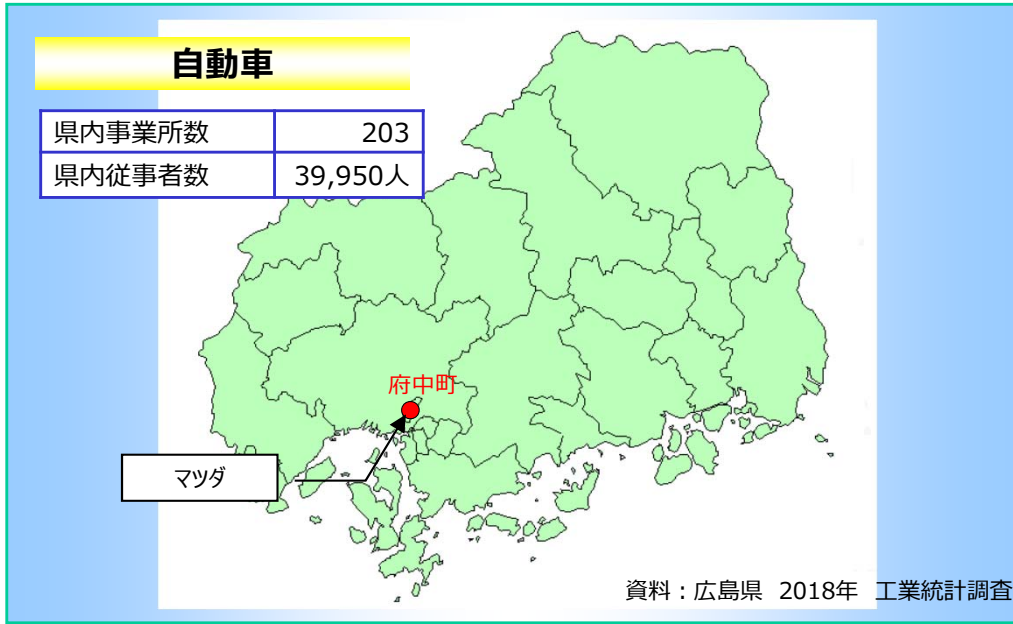 自動車
県内事業所数 203
県内従事者数 39,950人
府中町
マツダ
資料：広島県 2018年 工業統計調査